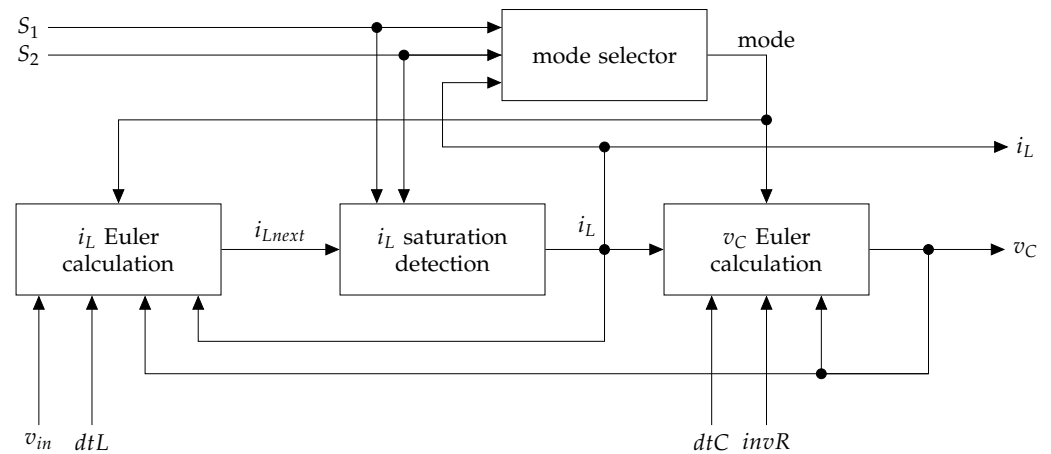 S1
S2
mode selector
mode
iL
iL Euler
calculation
iLnext
iL saturation
detection
iL
vC Euler
calculation
vC
vin
dtL
dtC
invR